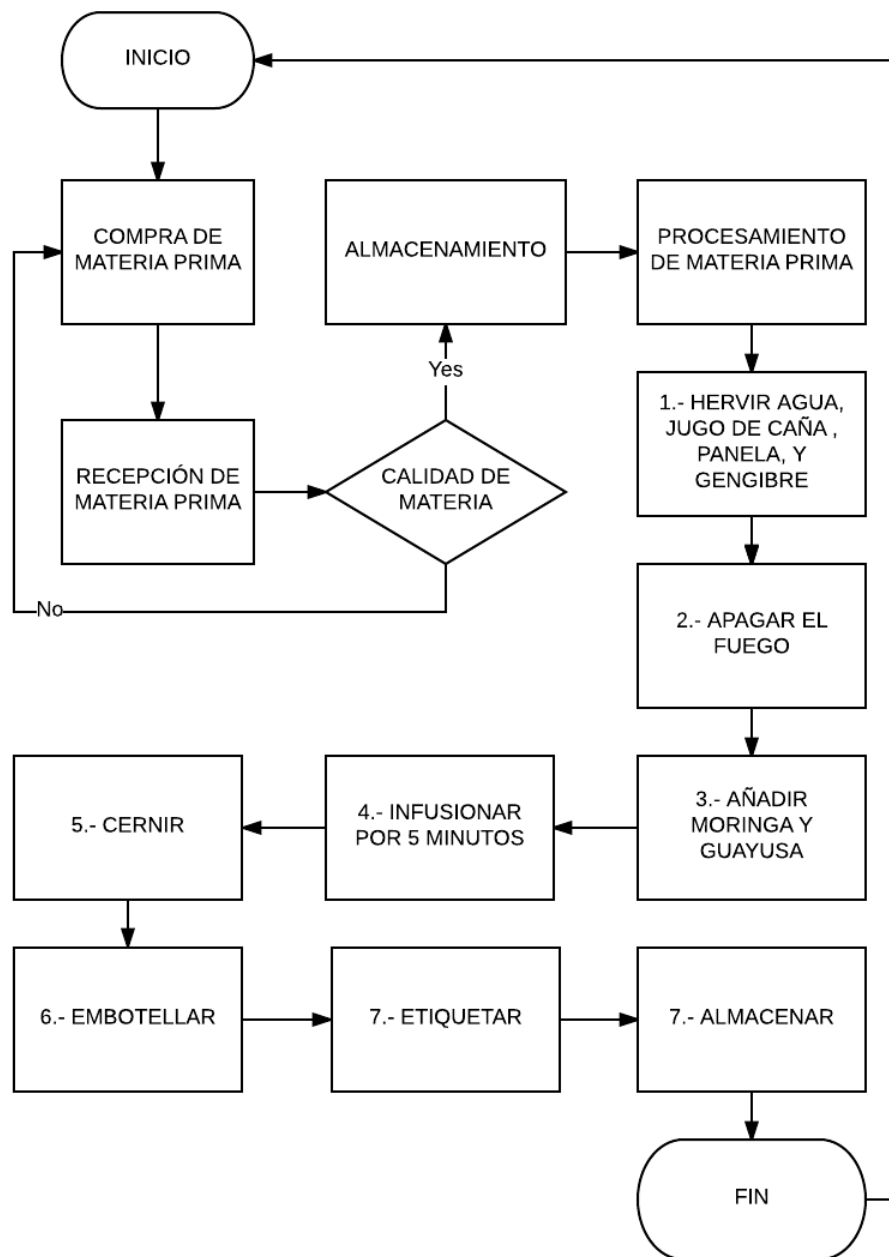 INICIO
COMPRA DE
MATERIA PRIMA
ALMACENAMIENTO
PROCESAMIENTO
DE MATERIA PRIMA
Yes
1.- HERVIR AGUA,
JUGO DE CAÑA ,
PANELA, Y
GENGIBRE
RECEPCIÓN DE
MATERIA PRIMA
CALIDAD DE
MATERIA
No
2.- APAGAR EL
FUEGO
3.- AÑADIR
MORINGA Y
GUAYUSA
4.- INFUSIONAR
POR 5 MINUTOS
5.- CERNIR
6.- EMBOTELLAR
7.- ETIQUETAR
7.- ALMACENAR
FIN